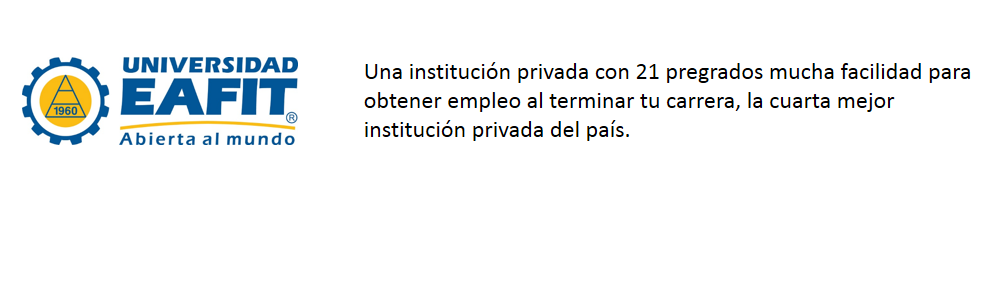 UNIVERSIDAD
EAFIT®
1960
Abierta al mundo
Una institución privada con 21 pregrados mucha facilidad para
obtener empleo al terminar tu carrera, la cuarta mejor
institución privada del país.